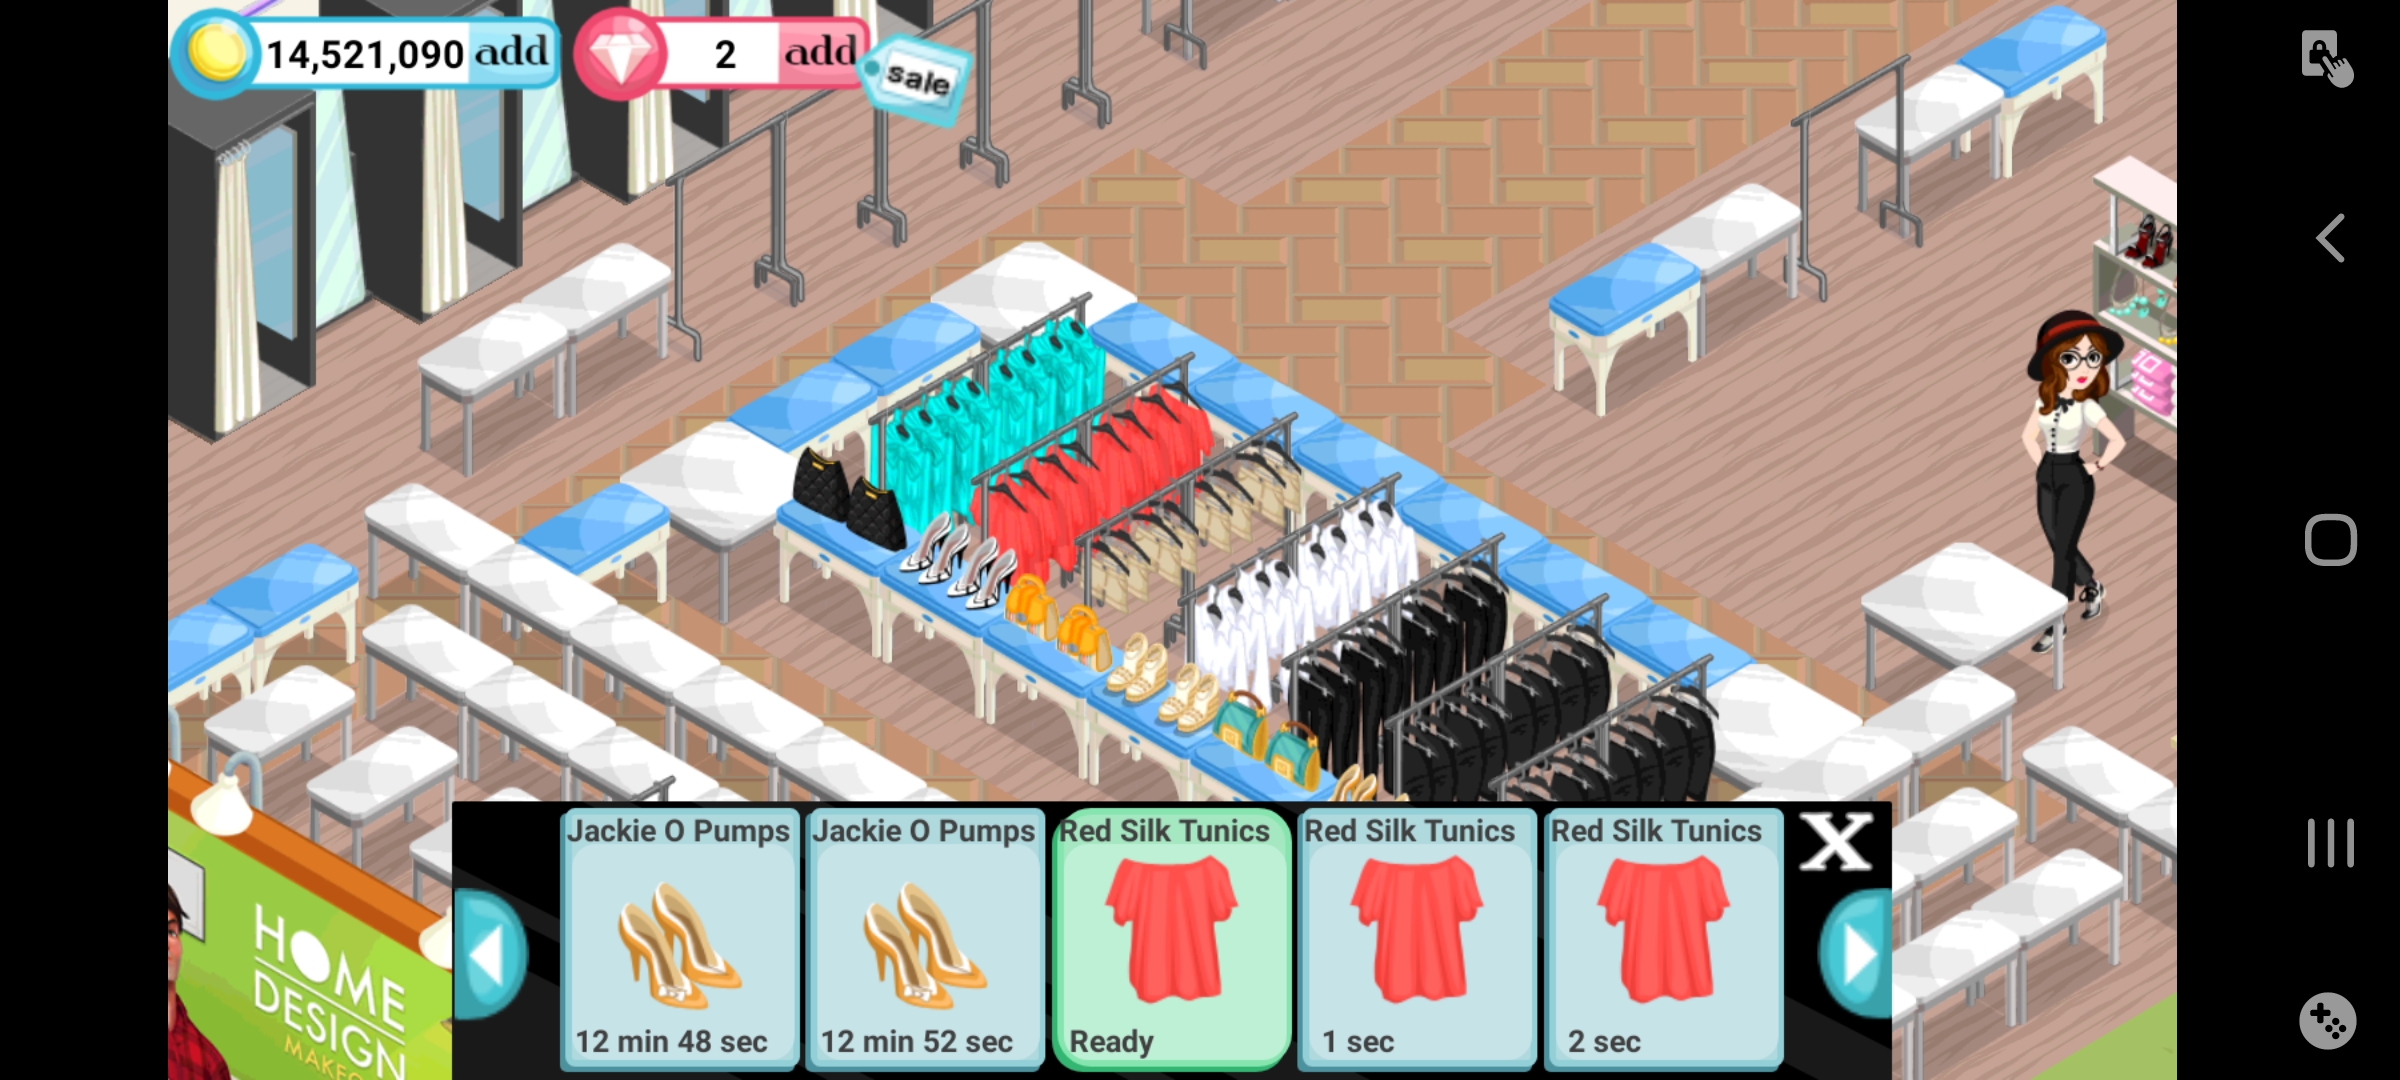 14,521,090 add
2 add
sale
Jackie O Pumps
12 min 48 sec
Jackie O Pumps
12 min 52 sec
Red Silk Tunics
Ready
Red Silk Tunics
1 sec
Red Silk Tunics
2 sec
X
HOME
DESIGN